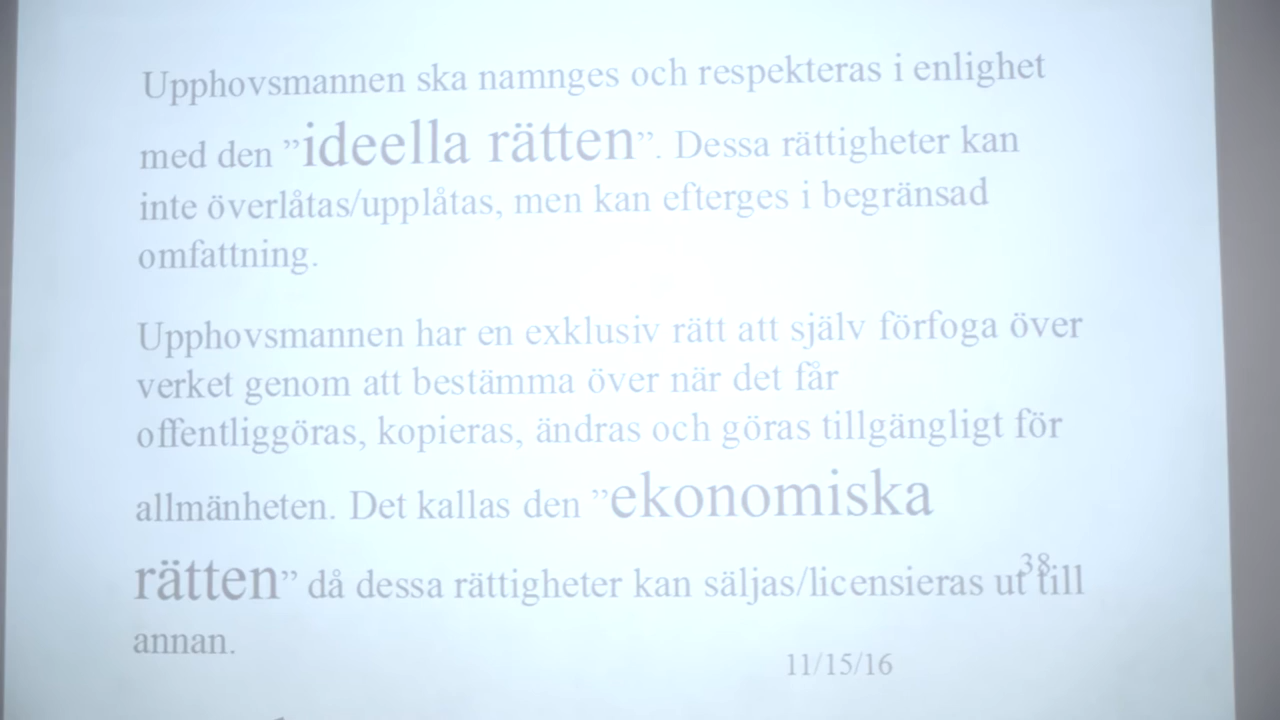 Upphovsmannen ska namnges och respekteras i enlighet
med den ”ideella rätten”. Dessa rättigheter kan
inte överlåtas/upplåtas, men kan efterges i begränsad
omfattning.
Upphovsmannen har en exklusiv rätt att själv förfoga över
verket genom att bestämma över när det får
offentliggöras, kopieras, ändras och göras tillgängligt för
allmänheten. Det kallas den ”ekonomiska
rätten” då dessa rättigheter kan säljas/licensieras ut till
annan.
38
11/15/16